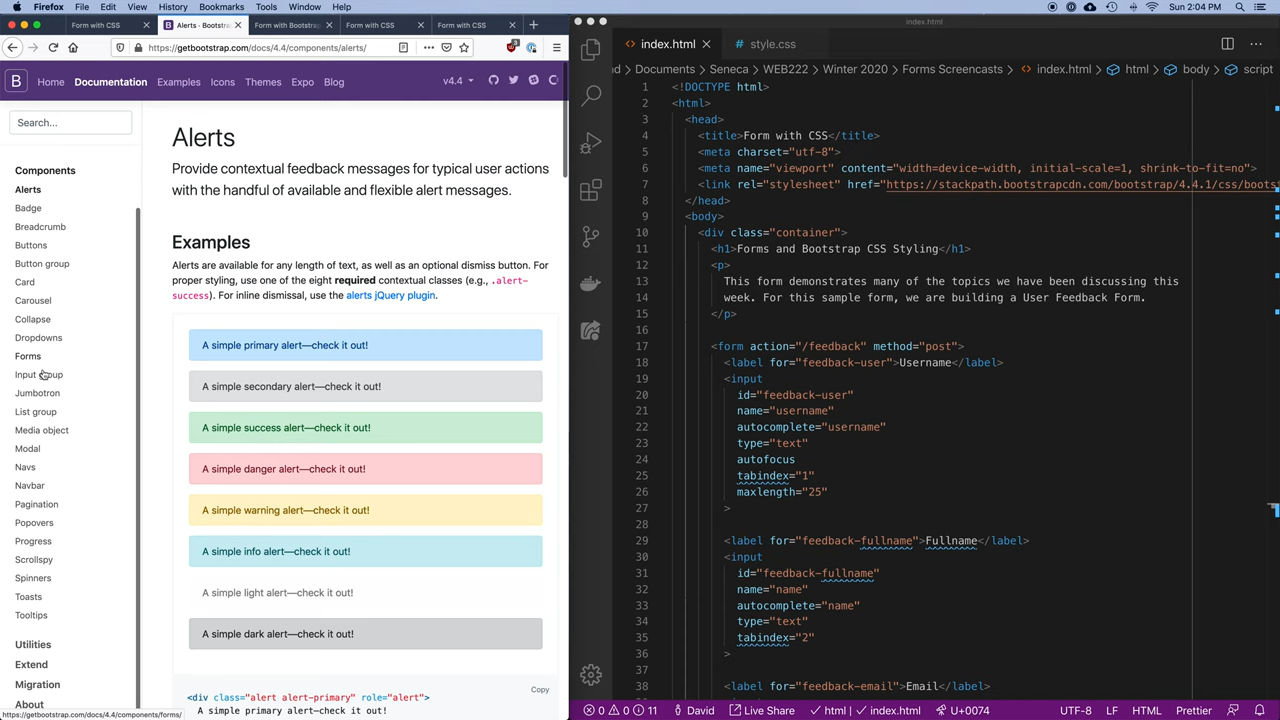 Firefox File Edit View History Bookmarks Tools Window Help
Sun 2:04 PM
Form with CSS
Alerts · Bootstra
Form with Bootstrap
Form with CSS
Form with CSS
https://getbootstrap.com/docs/4.4/components/alerts/
B Home Documentation Examples Icons Themes Expo Blog v4.4
Search...
Components
Alerts
Badge
Breadcrumb
Buttons
Button group
Card
Carousel
Collapse
Dropdowns
Forms
Input group
Jumbotron
List group
Media object
Modal
Navs
Navbar
Pagination
Popovers
Progress
Scrollspy
Spinners
Toasts
Tooltips
Utilities
Extend
Migration
About
https://getbootstrap.com/docs/4.4/components/forms/
Alerts
Provide contextual feedback messages for typical user actions
with the handful of available and flexible alert messages.
Examples
Alerts are available for any length of text, as well as an optional dismiss button. For
proper styling, use one of the eight required contextual classes (e.g., .alert-
success). For inline dismissal, use the alerts jQuery plugin.
A simple primary alert—check it out!
A simple secondary alert—check it out!
A simple success alert—check it out!
A simple danger alert—check it out!
A simple warning alert—check it out!
A simple info alert—check it out!
A simple light alert—check it out!
A simple dark alert—check it out!
Copy
<div class="alert alert-primary" role="alert">
A simple primary alert—check it out!
index.html
index.html
style.css
Documents > Seneca > WEB222 > Winter 2020 > Forms Screencasts > index.html > html > body > script
1 <!DOCTYPE html>
2 <html>
3 <head>
4 <title>Form with CSS</title>
5 <meta charset="utf-8">
6 <meta name="viewport" content="width=device-width, initial-scale=1, shrink-to-fit=no">
7 <link rel="stylesheet" href="https://stackpath.bootstrapcdn.com/bootstrap/4.4.1/css/boots
8 </head>
9 <body>
10 <div class="container">
11 <h1>Forms and Bootstrap CSS Styling</h1>
12 <p>
13 This form demonstrates many of the topics we have been discussing this
14 week. For this sample form, we are building a User Feedback Form.
15 </p>
16
17 <form action="/feedback" method="post">
18 <label for="feedback-user">Username</label>
19 <input
20 id="feedback-user"
21 name="username"
22 autocomplete="username"
23 type="text"
24 autofocus
25 tabindex="1"
26 maxlength="25"
27 >
28
29 <label for="feedback-fullname">Fullname</label>
30 <input
31 id="feedback-fullname"
32 name="name"
33 autocomplete="name"
34 type="text"
35 tabindex="2"
36 >
37
38 <label for="feedback-email">Email</label>
0 0 11 David Live Share html index.html U+0074 UTF-8 LF HTML Prettier